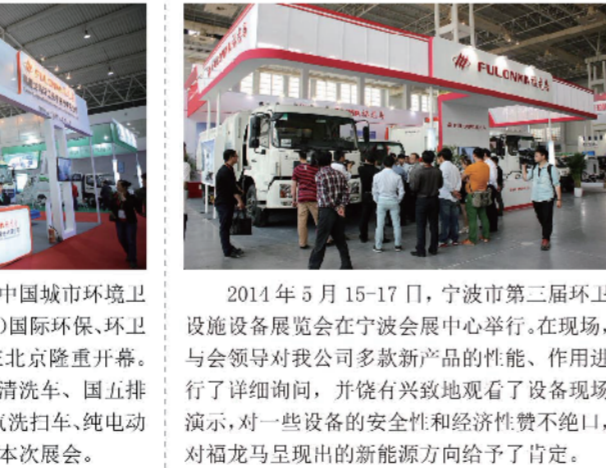 FULONGMA
FULONGMA 福龙马
中国城市环境卫
)国际环保、环卫
北京隆重开幕。
清洗车、国五排
洗扫车、纯电动
本次展会。
2014 年 5 月 15-17 日，宁波市第三届环卫
设施设备展览会在宁波会展中心举行。在现场，
与会领导对我公司多款新产品的性能、作用进
行了详细询问，并饶有兴致地观看了设备现场
演示，对一些设备的安全性和经济性赞不绝口，
对福龙马呈现出的新能源方向给予了肯定。